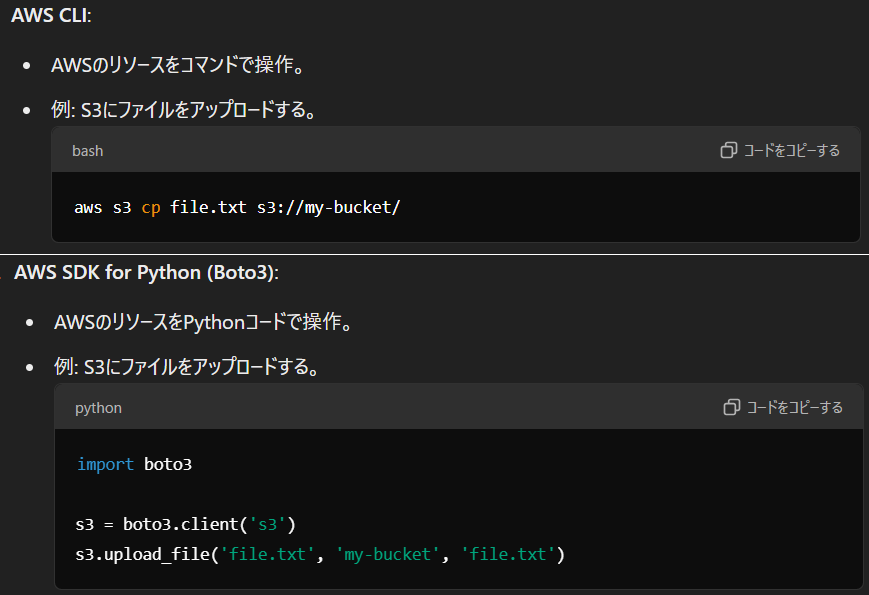 AWS CLI:
• AWSのリソースをコマンドで操作。
• 例: S3にファイルをアップロードする。
bash
コードをコピーする
aws s3 cp file.txt s3://my-bucket/
AWS SDK for Python (Boto3):
• AWSのリソースをPythonコードで操作。
• 例: S3にファイルをアップロードする。
python
コードをコピーする
import boto3
s3 = boto3.client('s3')
s3.upload_file('file.txt', 'my-bucket', 'file.txt')